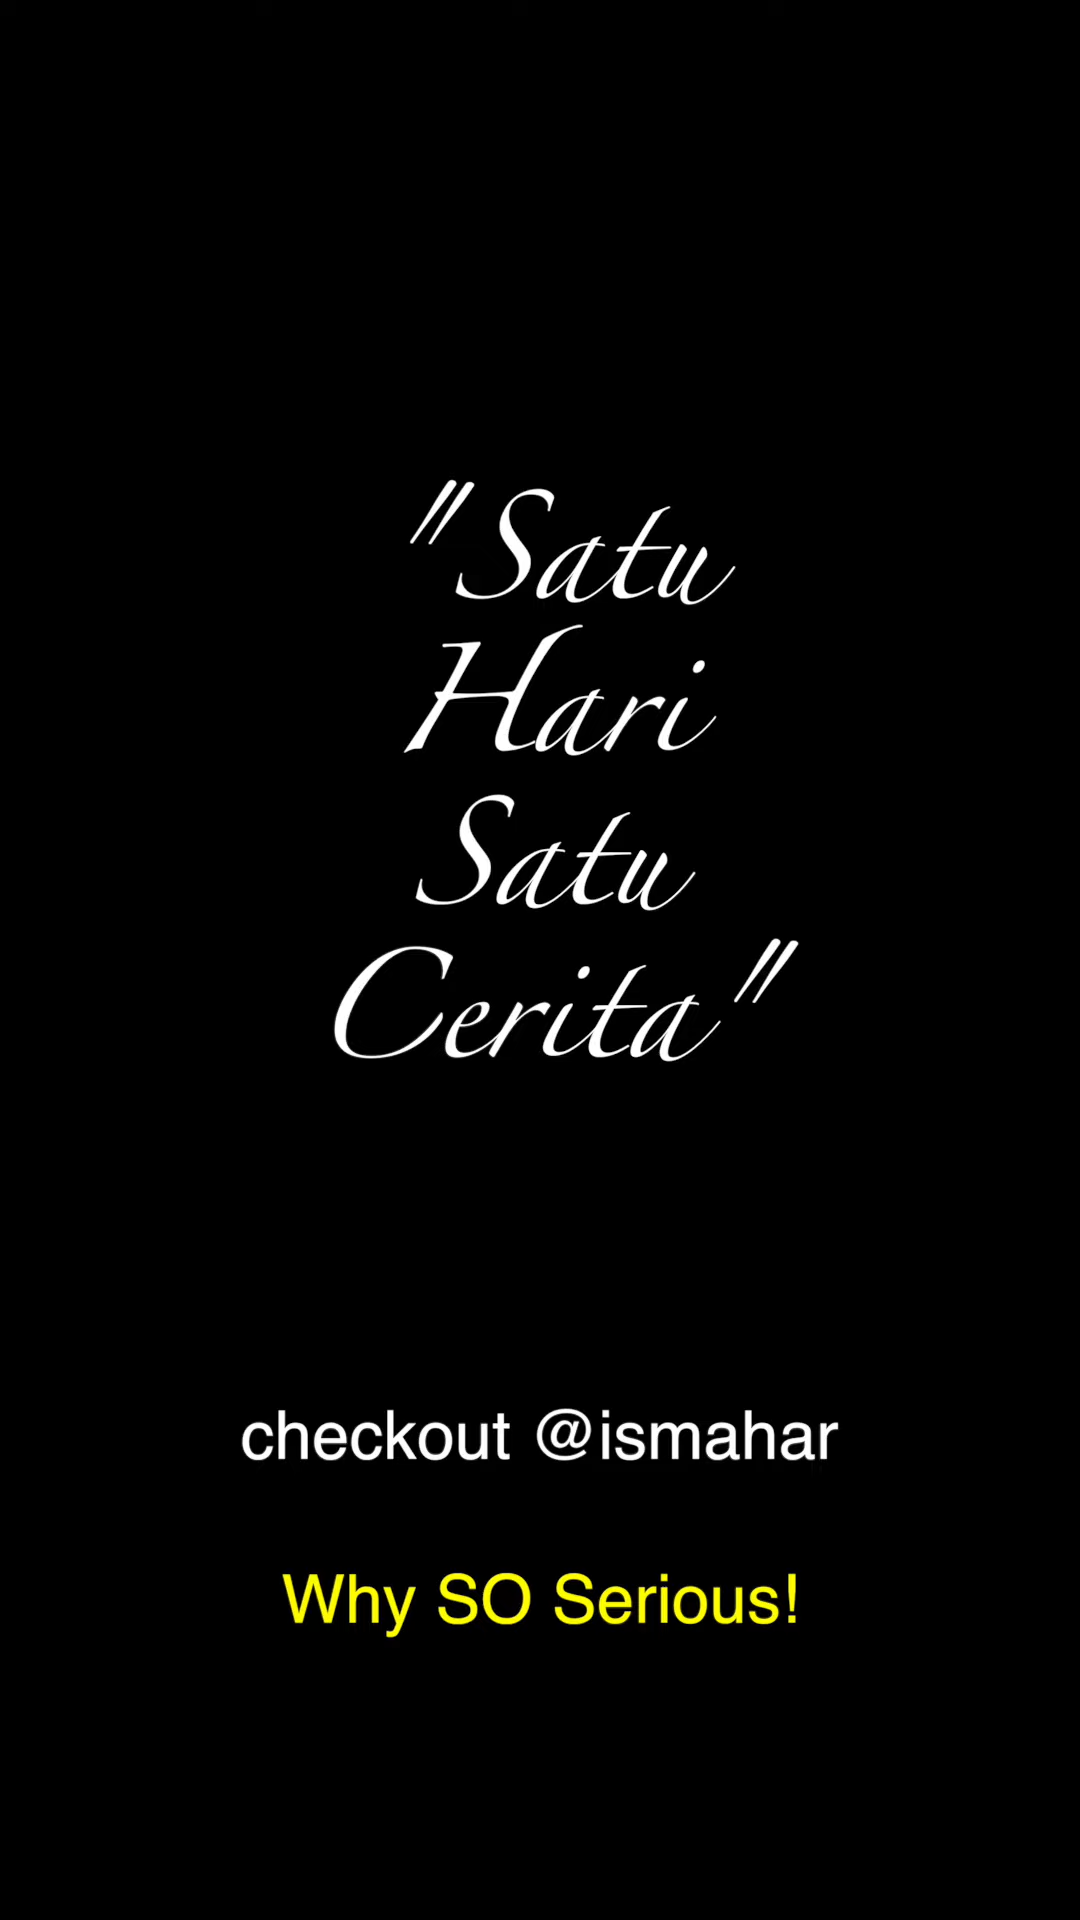 "Satu
Hari
Satu
Cerita"
checkout @ismahar
Why SO Serious!